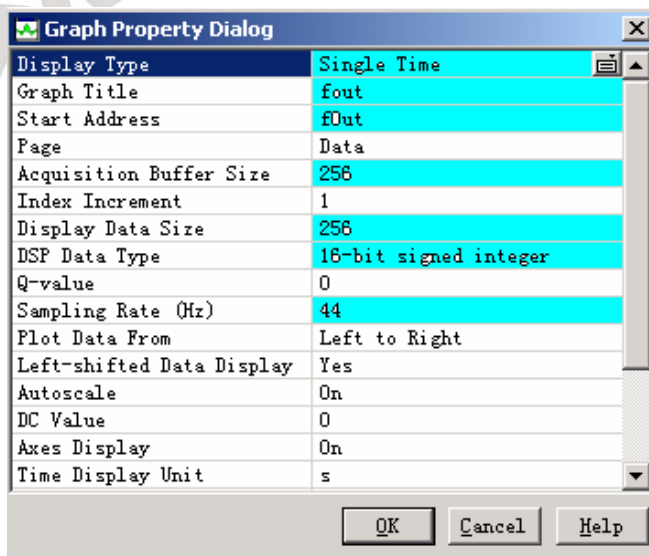 Graph Property Dialog
Display Type Single Time
Graph Title fout
Start Address fOut
Page Data
Acquisition Buffer Size 256
Index Increment 1
Display Data Size 256
DSP Data Type 16-bit signed integer
Q-value 0
Sampling Rate (Hz) 44
Plot Data From Left to Right
Left-shifted Data Display Yes
Autoscale On
DC Value 0
Axes Display On
Time Display Unit s
OK Cancel Help